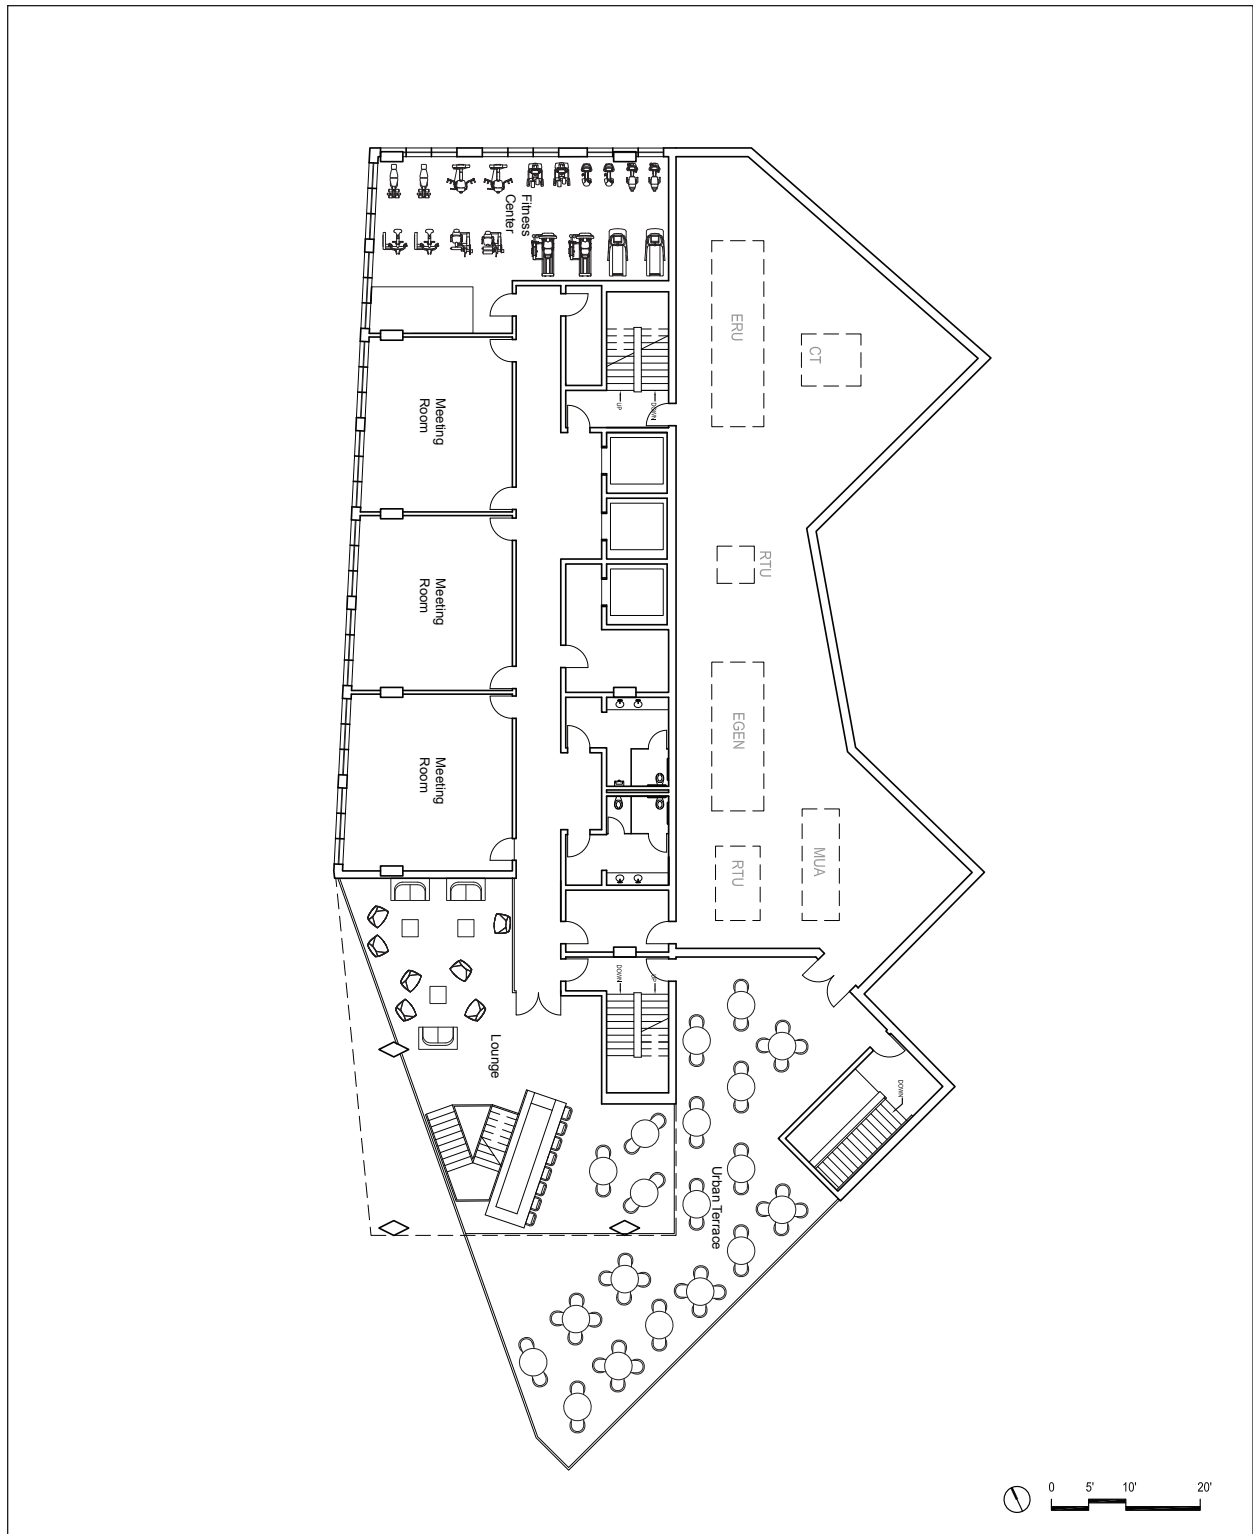 Fitness
Center
ERU
CT
UP
DOWN
Meeting
Room
RTU
Meeting
Room
EGEN
Meeting
Room
MUA
RTU
DOWN
UP
Lounge
DOWN
Urban Terrace
0 5' 10' 20'